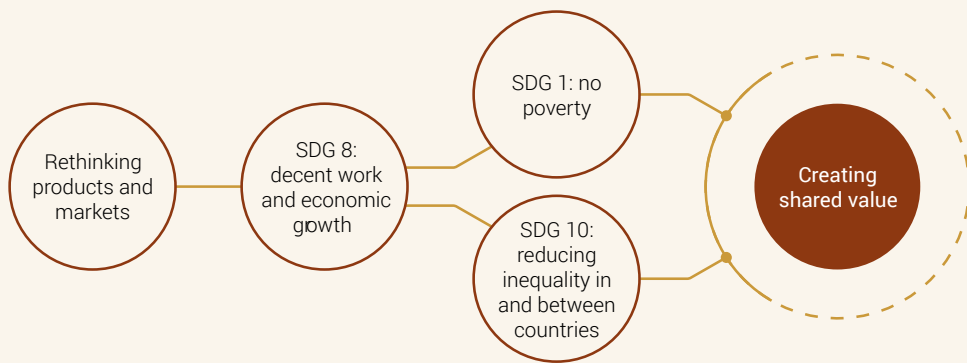 Rethinking
products and
markets
SDG 8:
decent work
and economic
growth
SDG 1: no
poverty
SDG 10:
reducing
inequality in
and between
countries
Creating
shared value